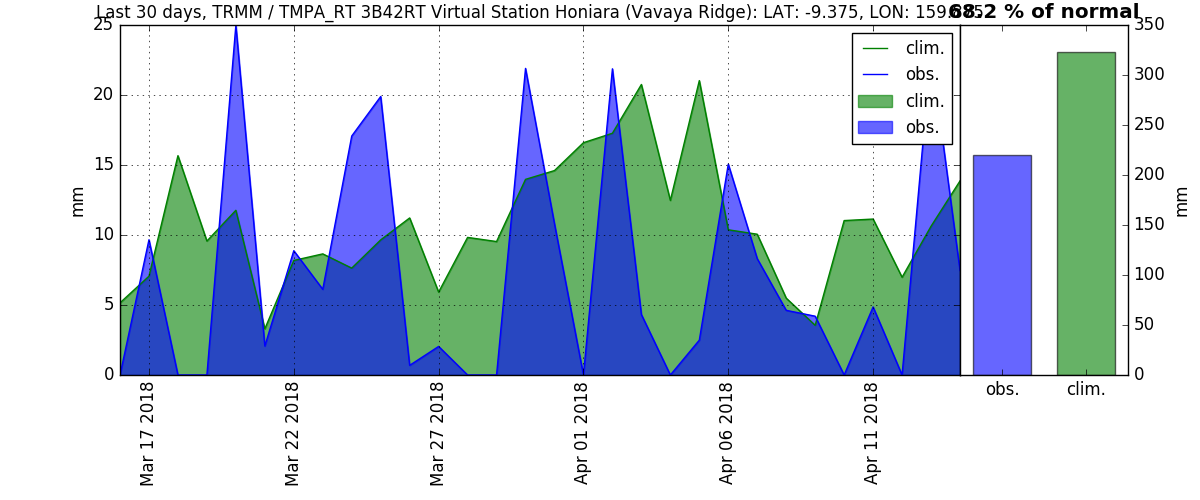 Last 30 days, TRMM / TMPA_RT 3B42RT Virtual Station Honiara (Vavaya Ridge): LAT: -9.375, LON:
68.2 % of normal
25
20
15
10
5
0
mm
clim.
obs.
clim.
obs.
350
300
250
200
150
100
50
0
mm
obs.
clim.
Mar 17 2018
Mar 22 2018
Mar 27 2018
Apr 01 2018
Apr 06 2018
Apr 11 2018